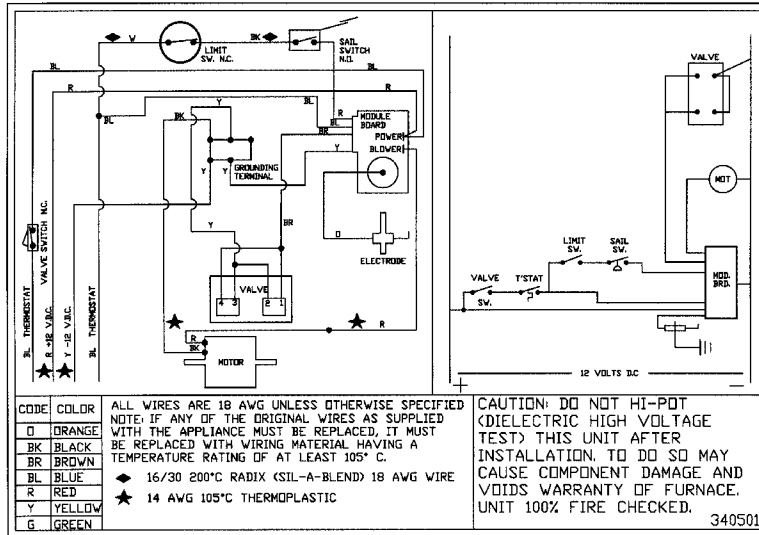 W
LIMIT
SW. N.C.
BK
SAIL
SWITCH
N.O.
BL
BL
R
R
BL
BL
BK
Y
R
BL
BR
Y
MODULE
BOARD
POWER
BLOWER
GROUNDING
TERMINAL
Y
Y
Y
BR
O
ELECTRODE
VALVE
4 3
2 1
R
BK
MOTOR
R
VALVE SWITCH N.C.
BL THERMOSTAT
R +12 V.D.C.
Y -12 V.D.C.
BL THERMOSTAT
VALVE
MOT
LIMIT
SW.
SAIL
SW.
VALVE
SW.
T'STAT
MOD.
BRD.
12 VOLTS D.C
—
+
CODE COLOR
O ORANGE
BK BLACK
BR BROWN
BL BLUE
R RED
Y YELLOW
G GREEN
ALL WIRES ARE 18 AWG UNLESS OTHERWISE SPECIFIED
NOTE: IF ANY OF THE ORIGINAL WIRES AS SUPPLIED
WITH THE APPLIANCE MUST BE REPLACED, IT MUST
BE REPLACED WITH WIRING MATERIAL HAVING A
TEMPERATURE RATING OF AT LEAST 105° C.
16/30 200°C RADIX (SIL-A-BLEND) 18 AWG WIRE
14 AWG 105°C THERMOPLASTIC
CAUTION: DO NOT HI-POT
(DIELECTRIC HIGH VOLTAGE
TEST) THIS UNIT AFTER
INSTALLATION. TO DO SO MAY
CAUSE COMPONENT DAMAGE AND
VOIDS WARRANTY OF FURNACE.
UNIT 100% FIRE CHECKED.
340501